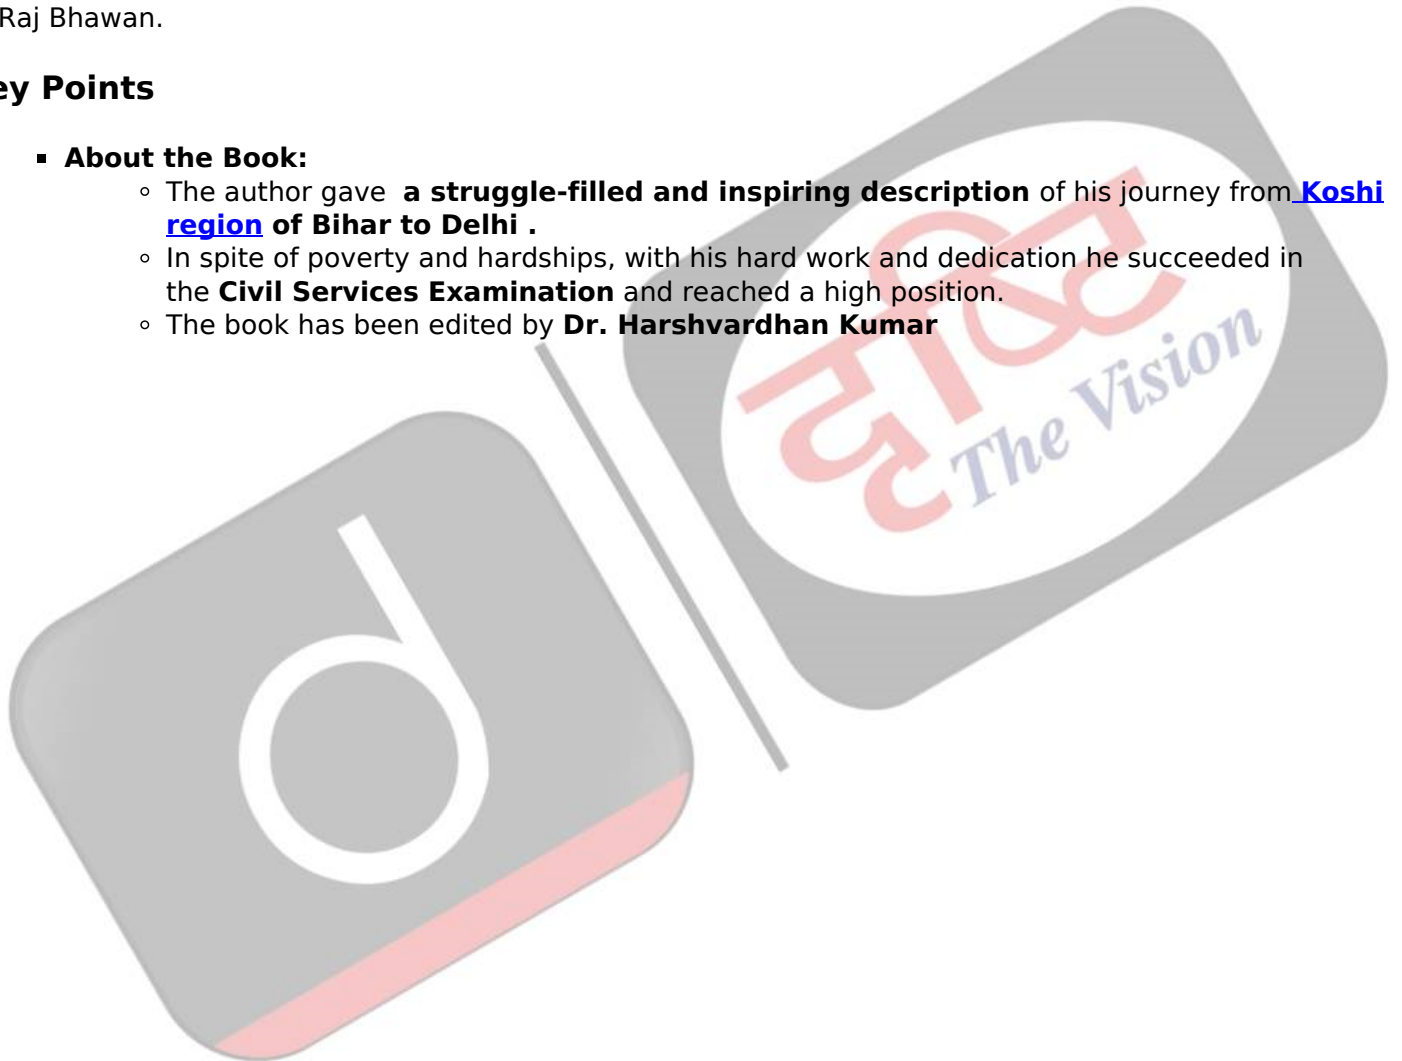 Raj Bhawan.
ey Points
▪ About the Book:
◦ The author gave a struggle-filled and inspiring description of his journey from Koshi
region of Bihar to Delhi .
◦ In spite of poverty and hardships, with his hard work and dedication he succeeded in
the Civil Services Examination and reached a high position.
◦ The book has been edited by Dr. Harshvardhan Kumar
दृष्टि
The Vision
d